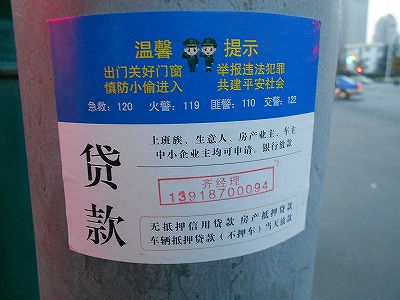 温馨 提示
出门关好门窗 举报违法犯罪
慎防小偷进入 共建平安社会
急救：120 火警：119 匪警：110 交警：122
贷款
上班族、生意人、房产业主、车主
中小企业主均可申请。银行放款
齐经理
13918700094
无抵押信用贷款 房产抵押贷款
车辆抵押贷款（不押车）当天放款